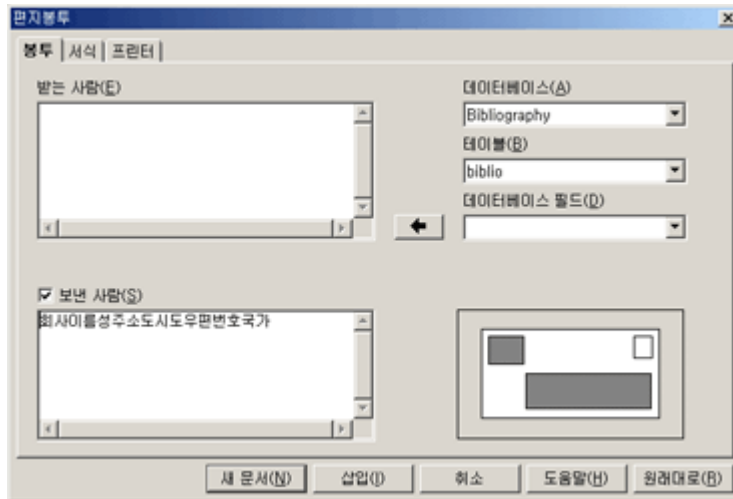 편지봉투
봉투 서식 프린터
받는 사람(E)
데이터베이스(A)
Bibliography
테이블(B)
biblio
데이터베이스 필드(D)
보낸 사람(S)
회사이름성주소도시도우편번호국가
새 문서(N) 삽입(I) 취소 도움말(H) 원래대로(R)